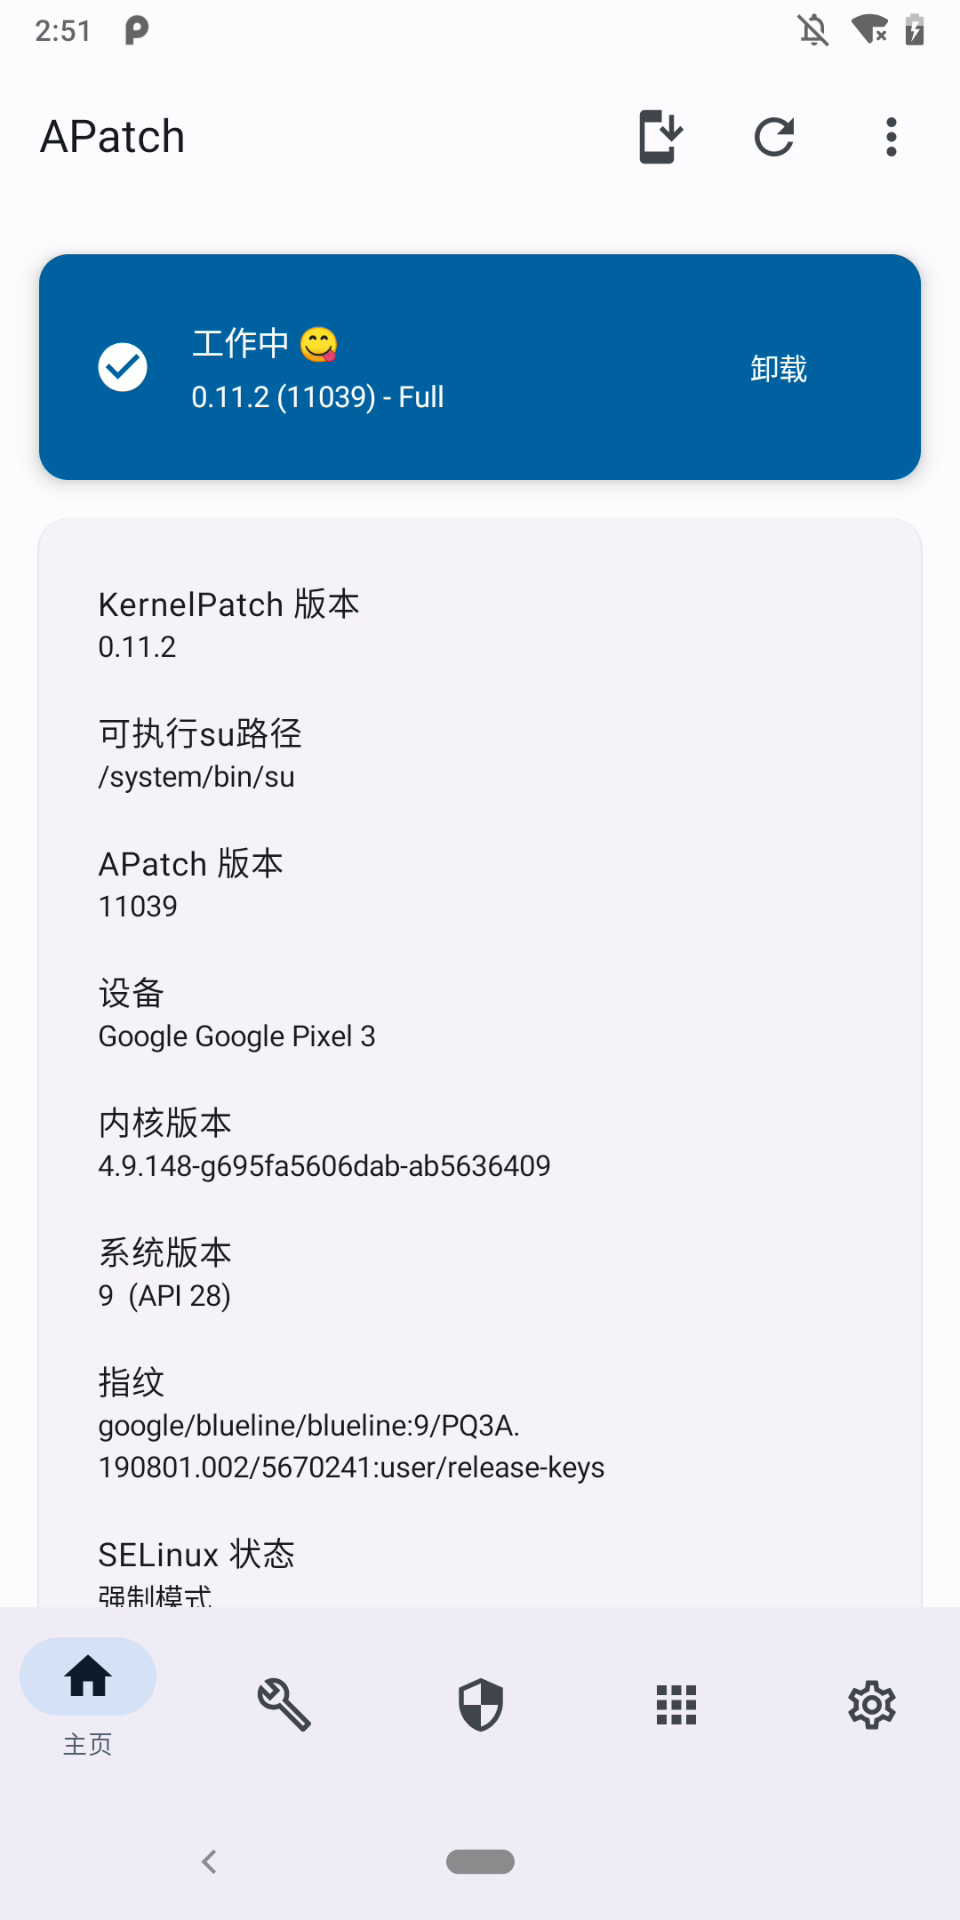 2:51
APatch
工作中 😋
0.11.2 (11039) - Full
卸载
KernelPatch 版本
0.11.2
可执行su路径
/system/bin/su
APatch 版本
11039
设备
Google Google Pixel 3
内核版本
4.9.148-g695fa5606dab-ab5636409
系统版本
9 (API 28)
指纹
google/blueline/blueline:9/PQ3A.
190801.002/5670241:user/release-keys
SELinux 状态
强制模式
主页